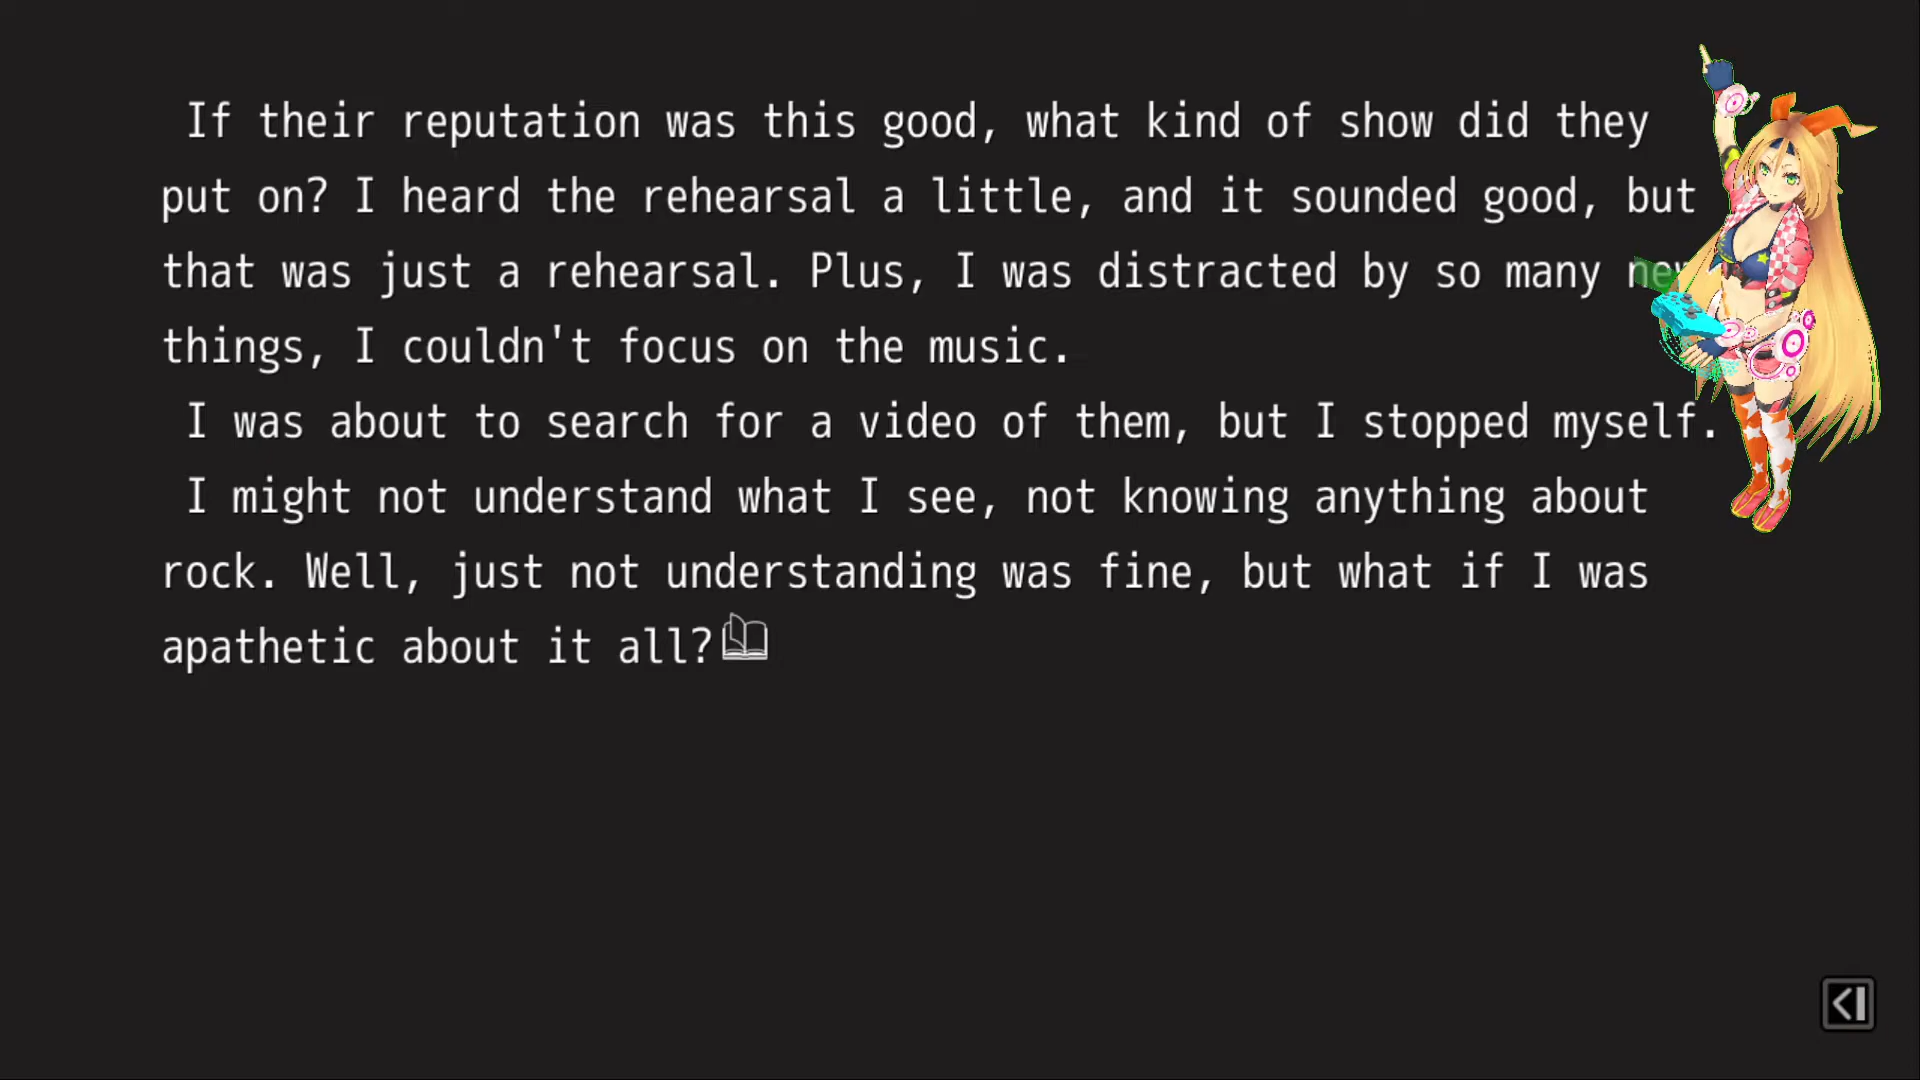 If their reputation was this good, what kind of show did they
put on? I heard the rehearsal a little, and it sounded good, but
that was just a rehearsal. Plus, I was distracted by so many
things, I couldn't focus on the music.
I was about to search for a video of them, but I stopped myself.
I might not understand what I see, not knowing anything about
rock. Well, just not understanding was fine, but what if I was
apathetic about it all?